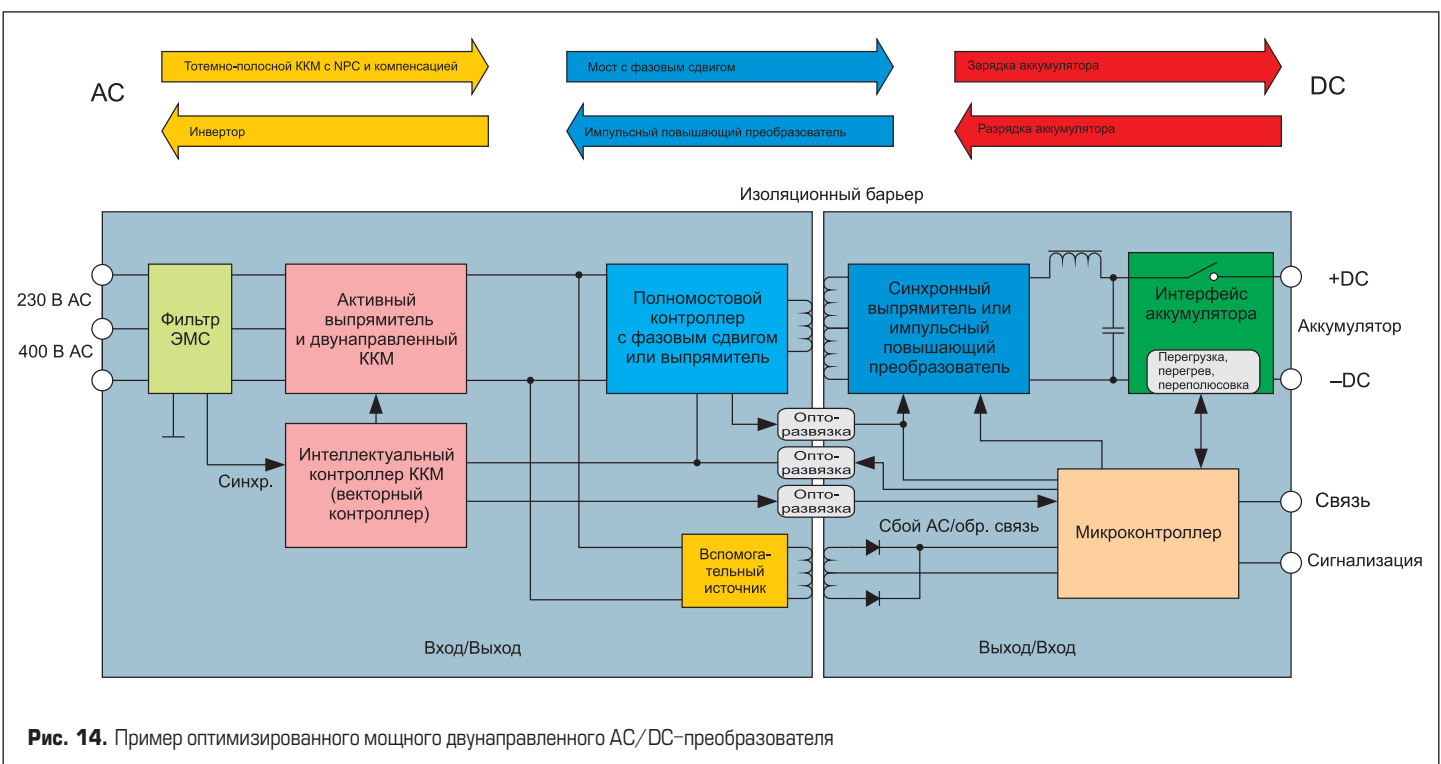 AC
Тотемно-полосной ККМ с NPC и компенсацией
Мост с фазовым сдвигом
Зарядка аккумулятора
DC
Инвертор
Импульсный повышающий преобразователь
Разрядка аккумулятора
Изоляционный барьер
230 В AC
400 В AC
Фильтр
ЭМС
Активный
выпрямитель
и двунаправленный
ККМ
Полномостовой
контроллер
с фазовым сдвигом
или выпрямитель
Синхронный
выпрямитель или
импульсный
повышающий
преобразователь
Интерфейс
аккумулятора
Перегрузка,
перегрев,
переполюсовка
+DC
Аккумулятор
–DC
Опто-
развязка
Опто-
развязка
Опто-
развязка
Синхр.
Интеллектуальный
контроллер ККМ
(векторный
контроллер)
Вспомога-
тельный
источник
Сбой AC/обр. связь
Микроконтроллер
Связь
Сигнализация
Вход/Выход
Выход/Вход
Рис. 14. Пример оптимизированного мощного двунаправленного AC/DC-преобразователя